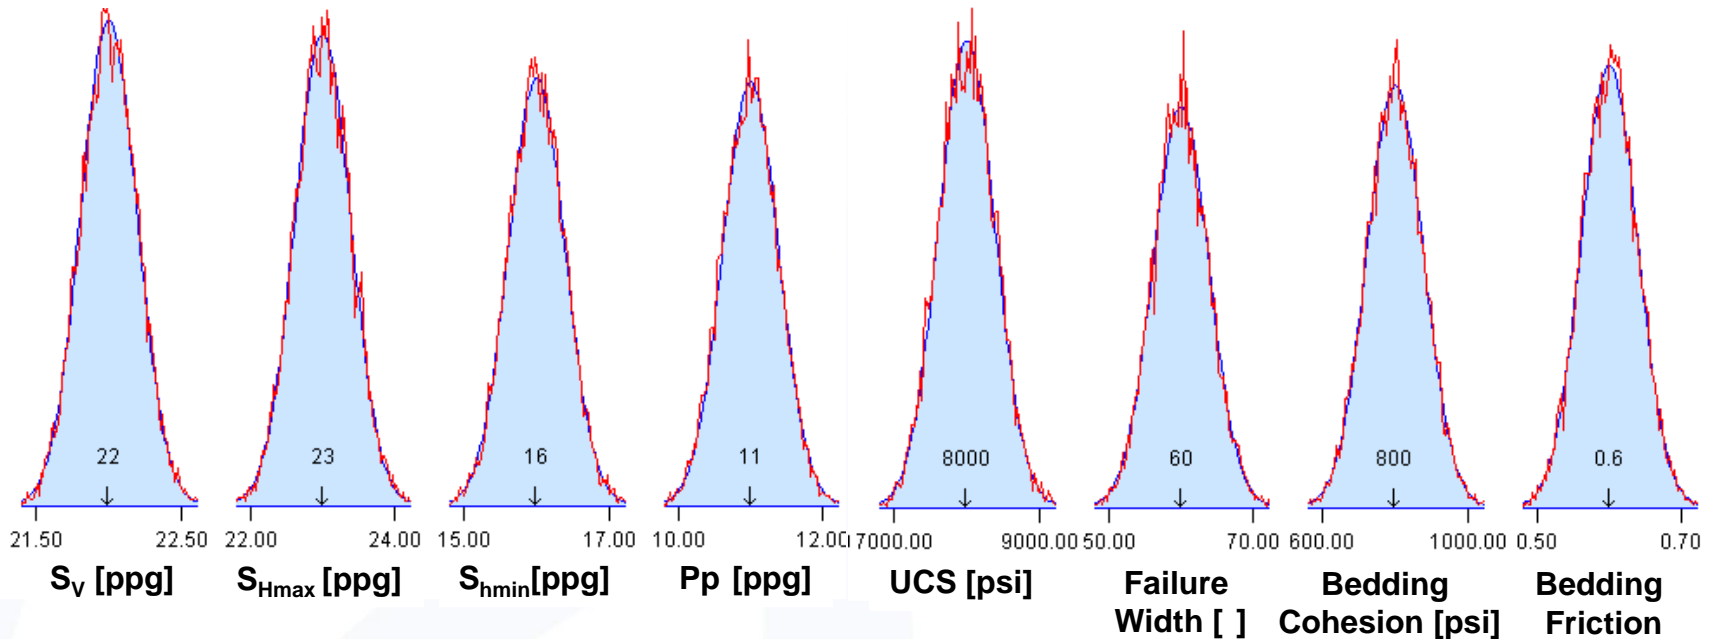 22 23 16 11 8000 60 800 0.6
21.50 22.50 22.00 24.00 15.00 17.00 10.00 12.00 7000.00 9000.00 50.00 70.00 600.00 1000.00 0.50 0.70
SV [ppg] SHmax [ppg] Shmin[ppg] Pp [ppg] UCS [psi] Failure Bedding Bedding
Width [ ] Cohesion [psi] Friction